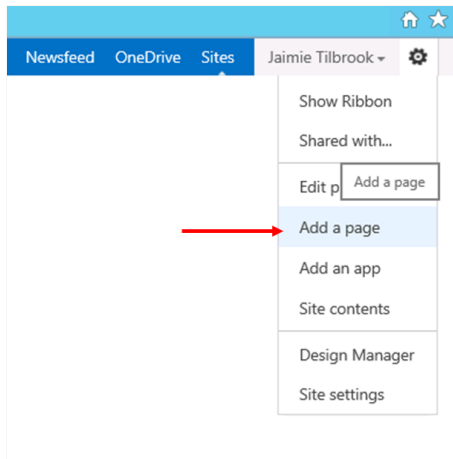 Newsfeed OneDrive Sites Jaimie Tilbrook
Show Ribbon
Shared with...
Edit p
Add a page
Add a page
Add an app
Site contents
Design Manager
Site settings